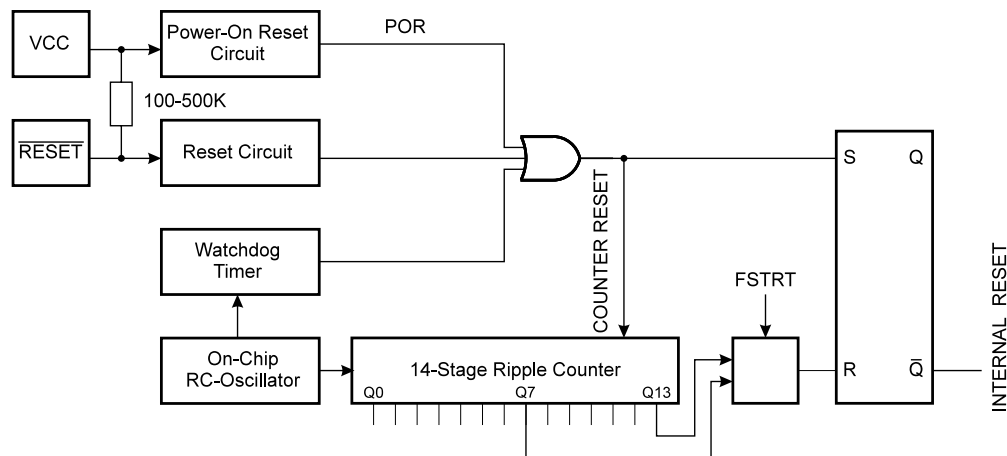 VCC
Power-On Reset
Circuit
POR
100-500K
RESET
Reset Circuit
S
Q
COUNTER RESET
Watchdog
Timer
FSTRT
INTERNAL RESET
On-Chip
RC-Oscillator
14-Stage Ripple Counter
Q0
Q7
Q13
R
Q̄